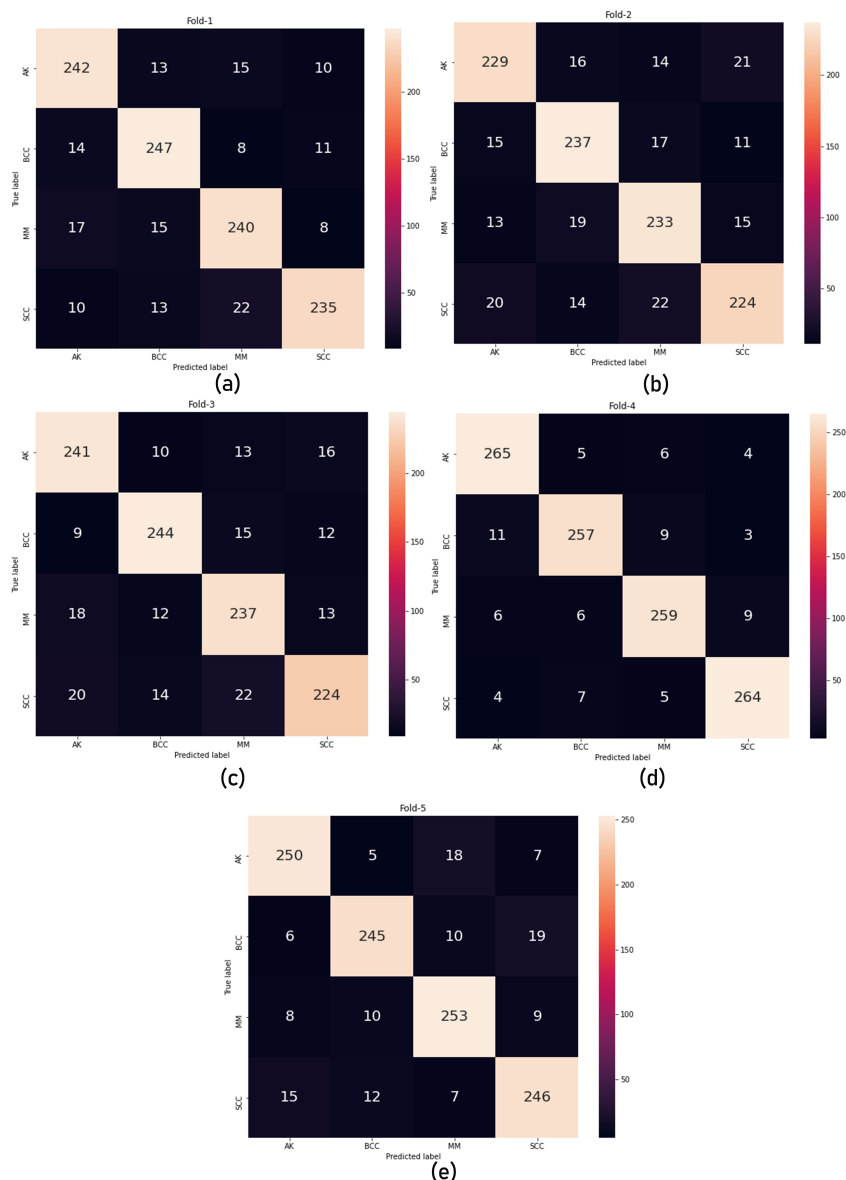 Fold-1
AK 242 13 15 10
BCC 14 247 8 11
MM 17 15 240 8
SCC 10 13 22 235
AK BCC MM SCC
True label
Predicted label
200
150
100
50
(a)
Fold-2
AK 229 16 14 21
BCC 15 237 17 11
MM 13 19 233 15
SCC 20 14 22 224
AK BCC MM SCC
True label
Predicted label
200
150
100
50
(b)
Fold-3
AK 241 10 13 16
BCC 9 244 15 12
MM 18 12 237 13
SCC 20 14 22 224
AK BCC MM SCC
True label
Predicted label
200
150
100
50
(c)
Fold-4
AK 265 5 6 4
BCC 11 257 9 3
MM 6 6 259 9
SCC 4 7 5 264
AK BCC MM SCC
True label
Predicted label
250
200
150
100
50
(d)
Fold-5
AK 250 5 18 7
BCC 6 245 10 19
MM 8 10 253 9
SCC 15 12 7 246
AK BCC MM SCC
True label
Predicted label
250
200
150
100
50
(e)